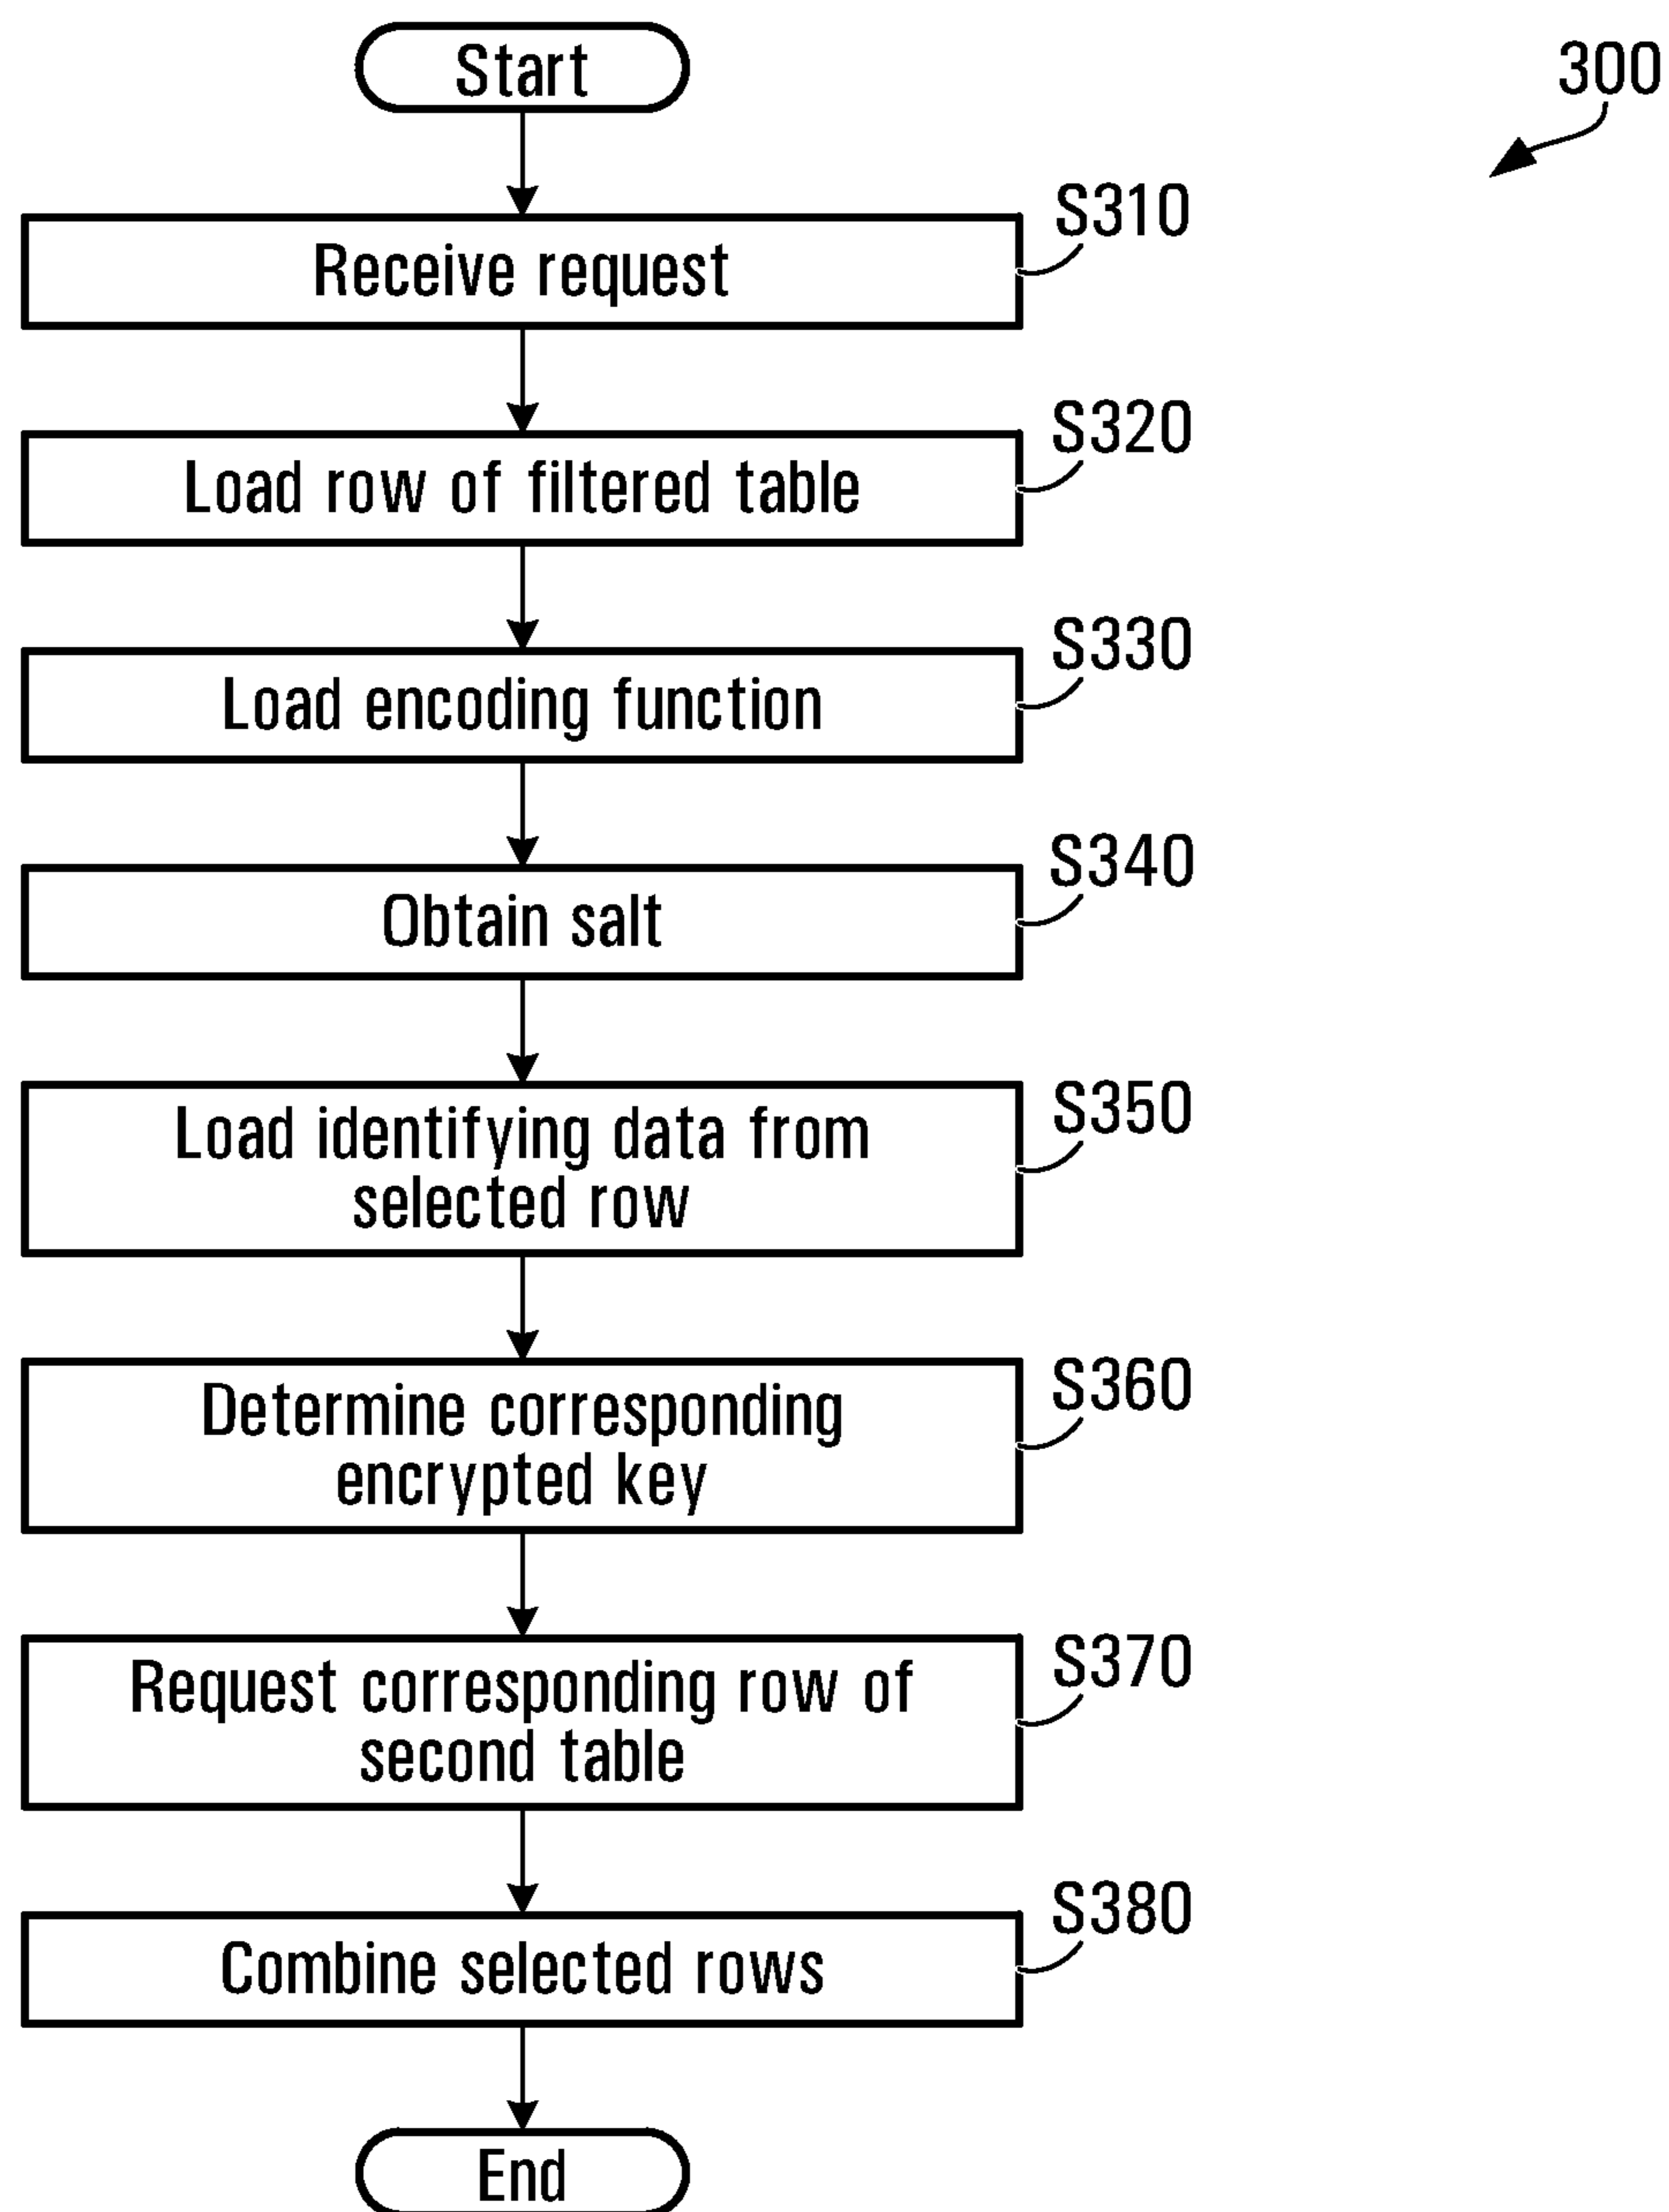 Start
300
S310
Receive request
S320
Load row of filtered table
S330
Load encoding function
S340
Obtain salt
S350
Load identifying data from
selected row
S360
Determine corresponding
encrypted key
S370
Request corresponding row of
second table
S380
Combine selected rows
End